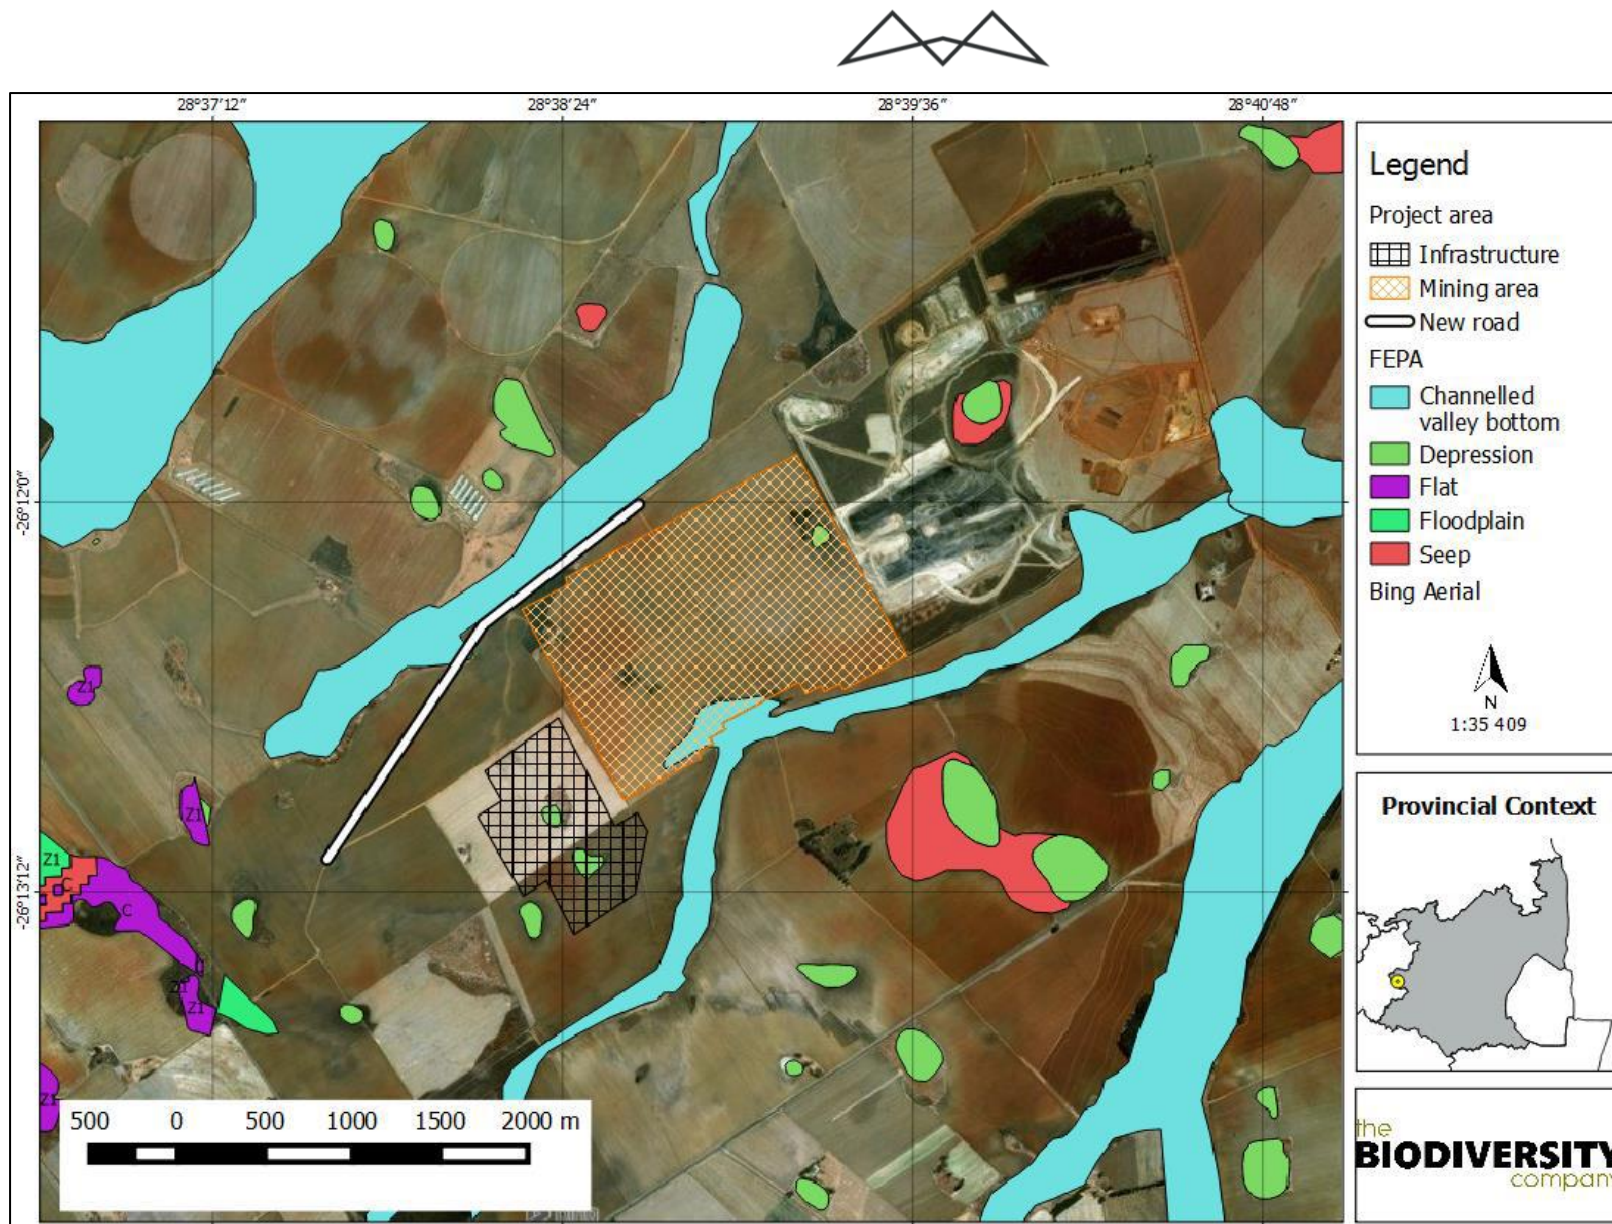 28°37'12"
28°38'24"
28°39'36"
28°40'48"
-26°12'0"
-26°13'12"
Z1
Z1
Z1
C
C
Z1
Z1
Z1
500 0 500 1000 1500 2000 m
Legend
Project area
Infrastructure
Mining area
New road
FEPA
Channelled
valley bottom
Depression
Flat
Floodplain
Seep
Bing Aerial
N
1:35 409
Provincial Context
the
BIODIVERSITY
company